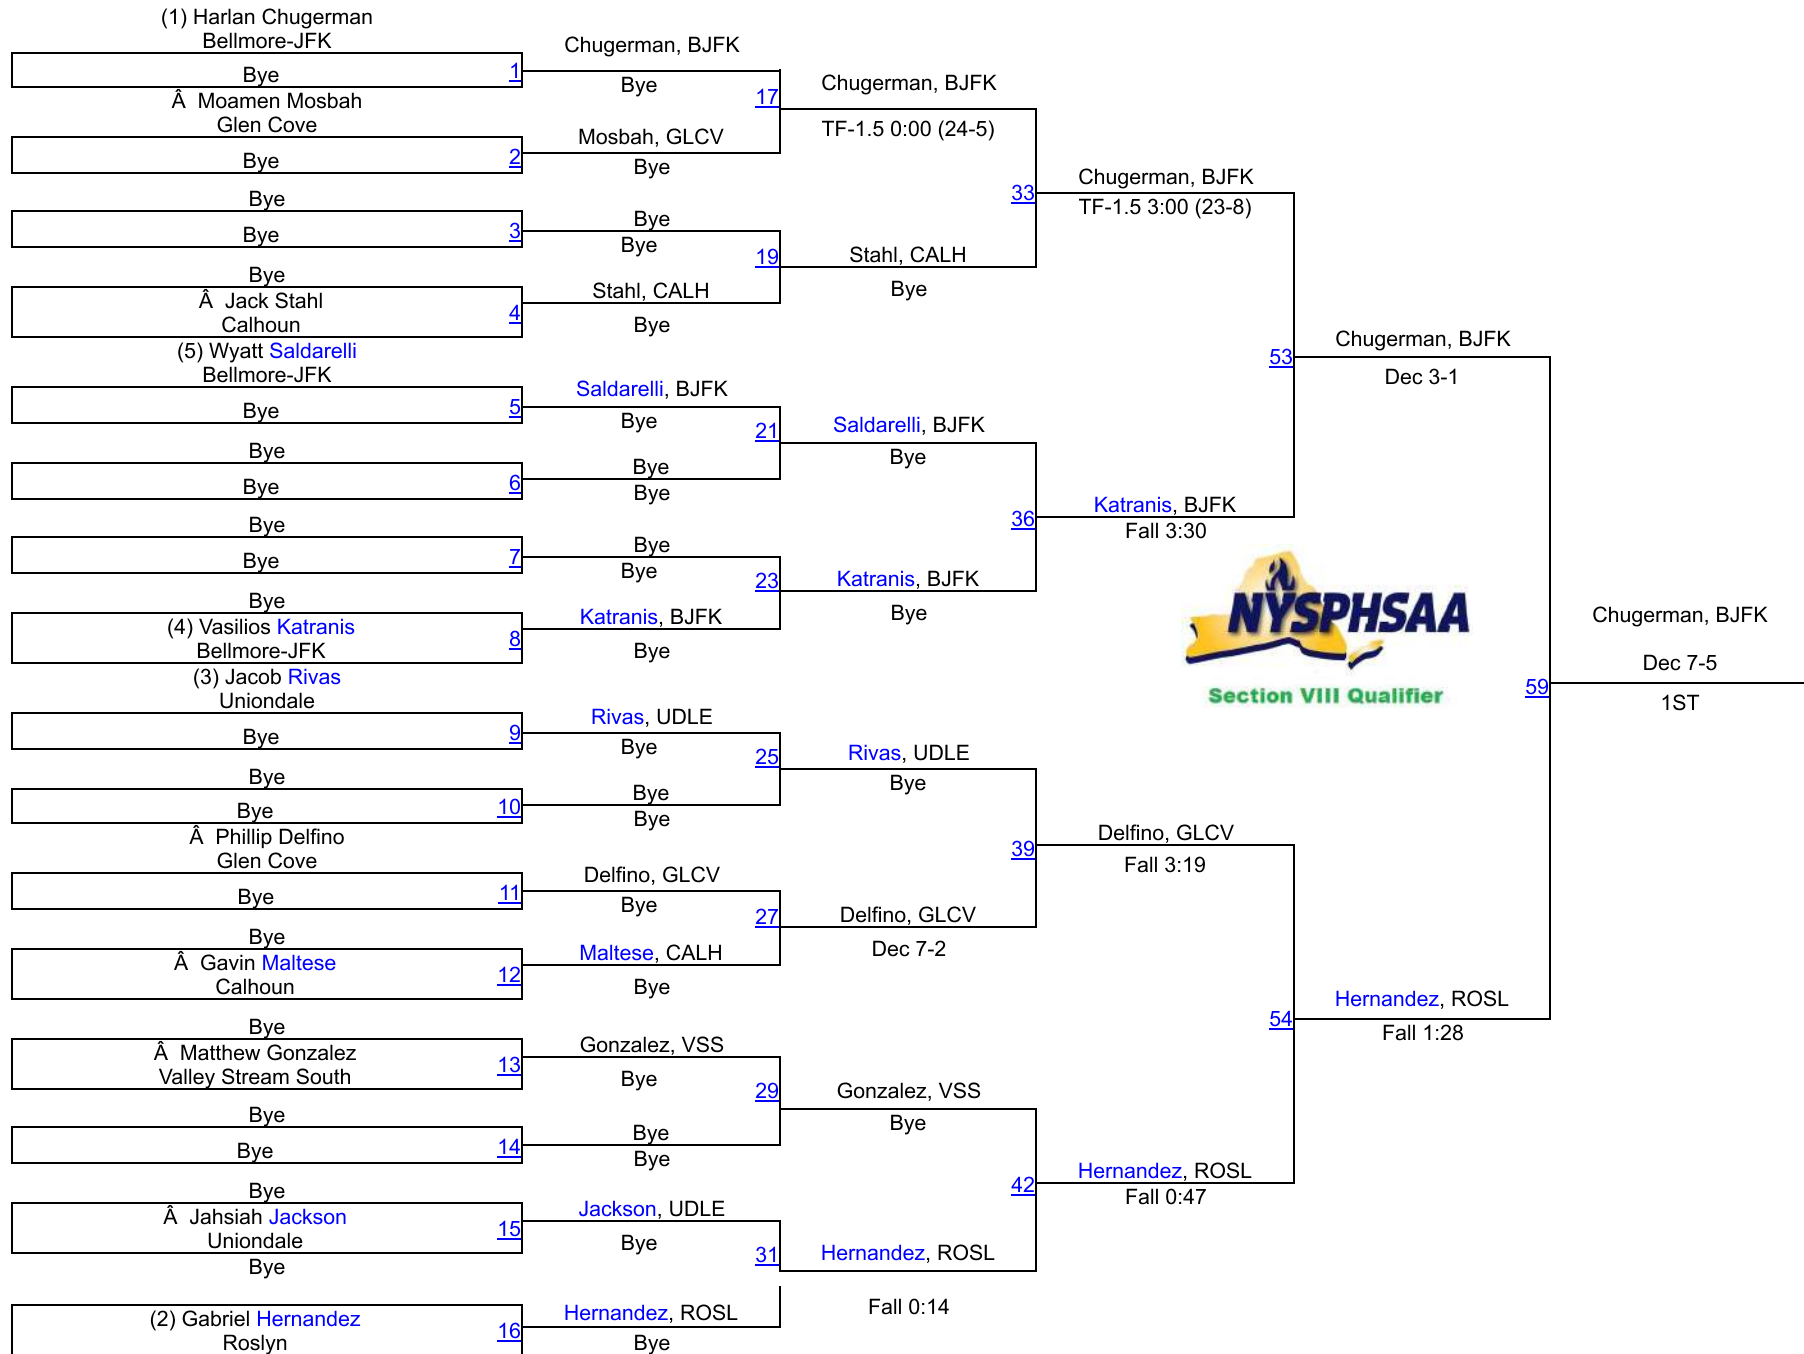 (1) Harlan Chugerman
Bellmore-JFK
Bye
1
Â Moamen Mosbah
Glen Cove
Bye
2
Bye
Bye
3
Bye
Â Jack Stahl
Calhoun
4
(5) Wyatt Saldarelli
Bellmore-JFK
Bye
5
Bye
Bye
6
Bye
Bye
7
Bye
(4) Vasilios Katranis
Bellmore-JFK
8
(3) Jacob Rivas
Uniondale
Bye
9
Bye
Bye
10
Â Phillip Delfino
Glen Cove
Bye
11
Bye
Â Gavin Maltese
Calhoun
12
Bye
Â Matthew Gonzalez
Valley Stream South
13
Bye
Bye
14
Bye
Â Jahsiah Jackson
Uniondale
15
Bye
(2) Gabriel Hernandez
Roslyn
16
Chugerman, BJFK
Bye
17
Mosbah, GLCV
Bye
Bye
Bye
19
Stahl, CALH
Bye
Saldarelli, BJFK
Bye
21
Bye
Bye
Bye
Bye
23
Katranis, BJFK
Bye
Rivas, UDLE
Bye
25
Bye
Bye
Delfino, GLCV
Bye
27
Maltese, CALH
Bye
Gonzalez, VSS
Bye
29
Bye
Bye
Jackson, UDLE
Bye
31
Hernandez, ROSL
Bye
Chugerman, BJFK
TF-1.5 0:00 (24-5)
33
Stahl, CALH
Bye
Saldarelli, BJFK
Bye
36
Katranis, BJFK
Bye
Rivas, UDLE
Bye
39
Delfino, GLCV
Dec 7-2
Gonzalez, VSS
Bye
42
Hernandez, ROSL
Fall 0:14
Chugerman, BJFK
TF-1.5 3:00 (23-8)
53
Katranis, BJFK
Fall 3:30
NYSPHSAA
Section VIII Qualifier
Delfino, GLCV
Fall 3:19
54
Hernandez, ROSL
Fall 0:47
Chugerman, BJFK
Dec 3-1
59
Hernandez, ROSL
Fall 1:28
Chugerman, BJFK
Dec 7-5
1ST